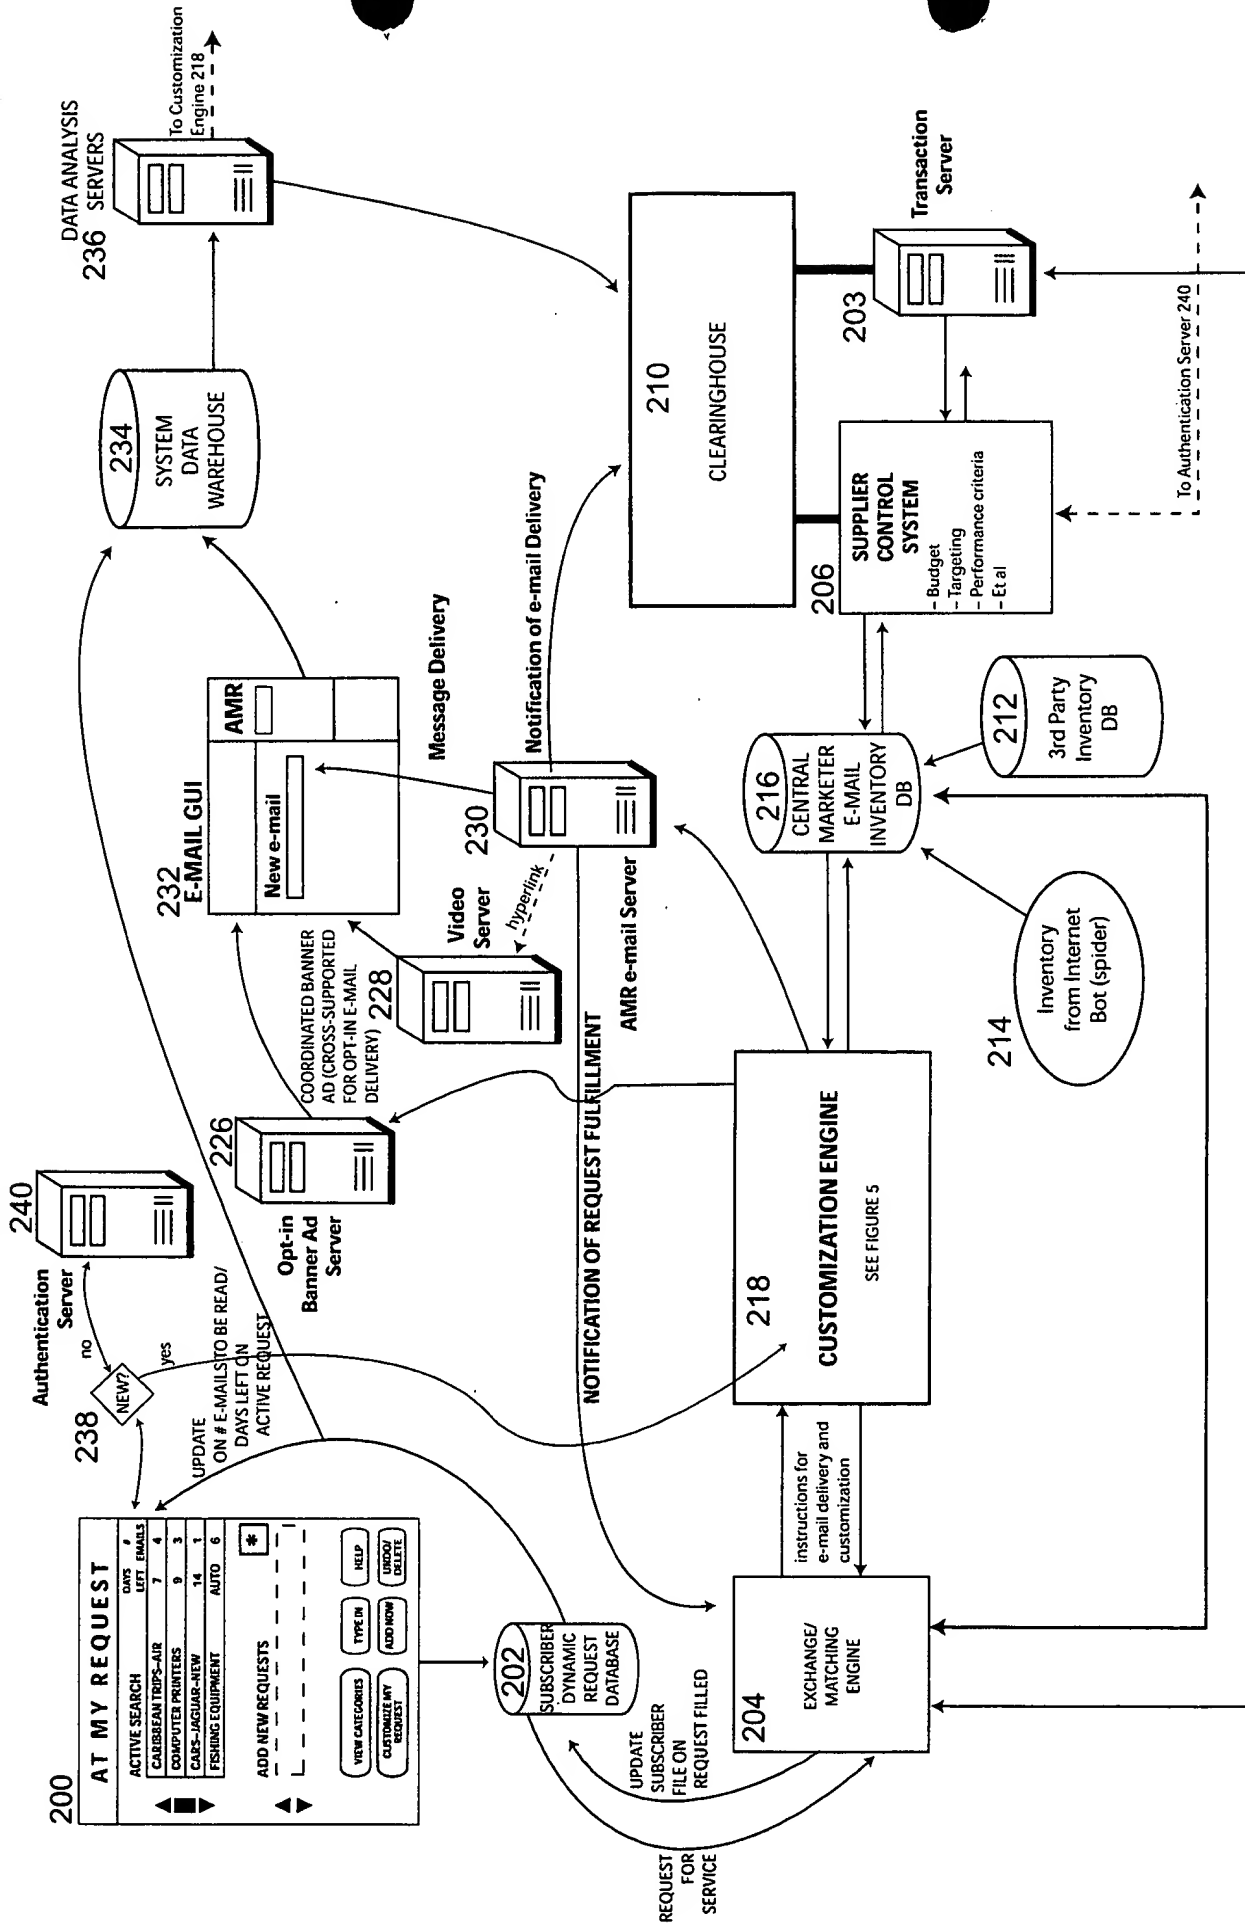 200
AT MY REQUEST
ACTIVE SEARCH
DAYS LEFT
# EMAILS
CARIBBEAN TRIPS-AIR 7 4
COMPUTER PRINTERS 9 3
CARS-JAGUAR-NEW 14 1
FISHING EQUIPMENT AUTO 6
ADD NEW REQUESTS
*
VIEW CATEGORIES
TYPE IN
HELP
CUSTOMIZE MY
REQUEST
ADD NOW
UNDO/
DELETE
238
NEW?
no
yes
Authentication
Server
240
UPDATE
ON # E-MAILS TO BE READ/
DAYS LEFT ON
ACTIVE REQUEST
Opt-in
Banner Ad
Server
226
COORDINATED BANNER
AD (CROSS-SUPPORTED
FOR OPT-IN E-MAIL
DELIVERY)
232
E-MAIL GUI
New e-mail
AMR
228
Video
Server
hyperlink
230
AMR e-mail Server
Message Delivery
Notification of e-mail Delivery
234
SYSTEM
DATA
WAREHOUSE
236
DATA ANALYSIS
SERVERS
To Customization
Engine 218
202
SUBSCRIBER
DYNAMIC
REQUEST
DATABASE
NOTIFICATION OF REQUEST FULFILLMENT
REQUEST
FOR
SERVICE
UPDATE
SUBSCRIBER
FILE ON
REQUEST FILLED
204
EXCHANGE/
MATCHING
ENGINE
instructions for
e-mail delivery and
customization
218
CUSTOMIZATION ENGINE
SEE FIGURE 5
216
CENTRAL
MARKETER
E-MAIL
INVENTORY
DB
214
Inventory
from Internet
Bot (spider)
212
3rd Party
Inventory
DB
210
CLEARINGHOUSE
206
SUPPLIER
CONTROL
SYSTEM
– Budget
– Targeting
– Performance criteria
– Et al
203
Transaction
Server
To Authentication Server 240